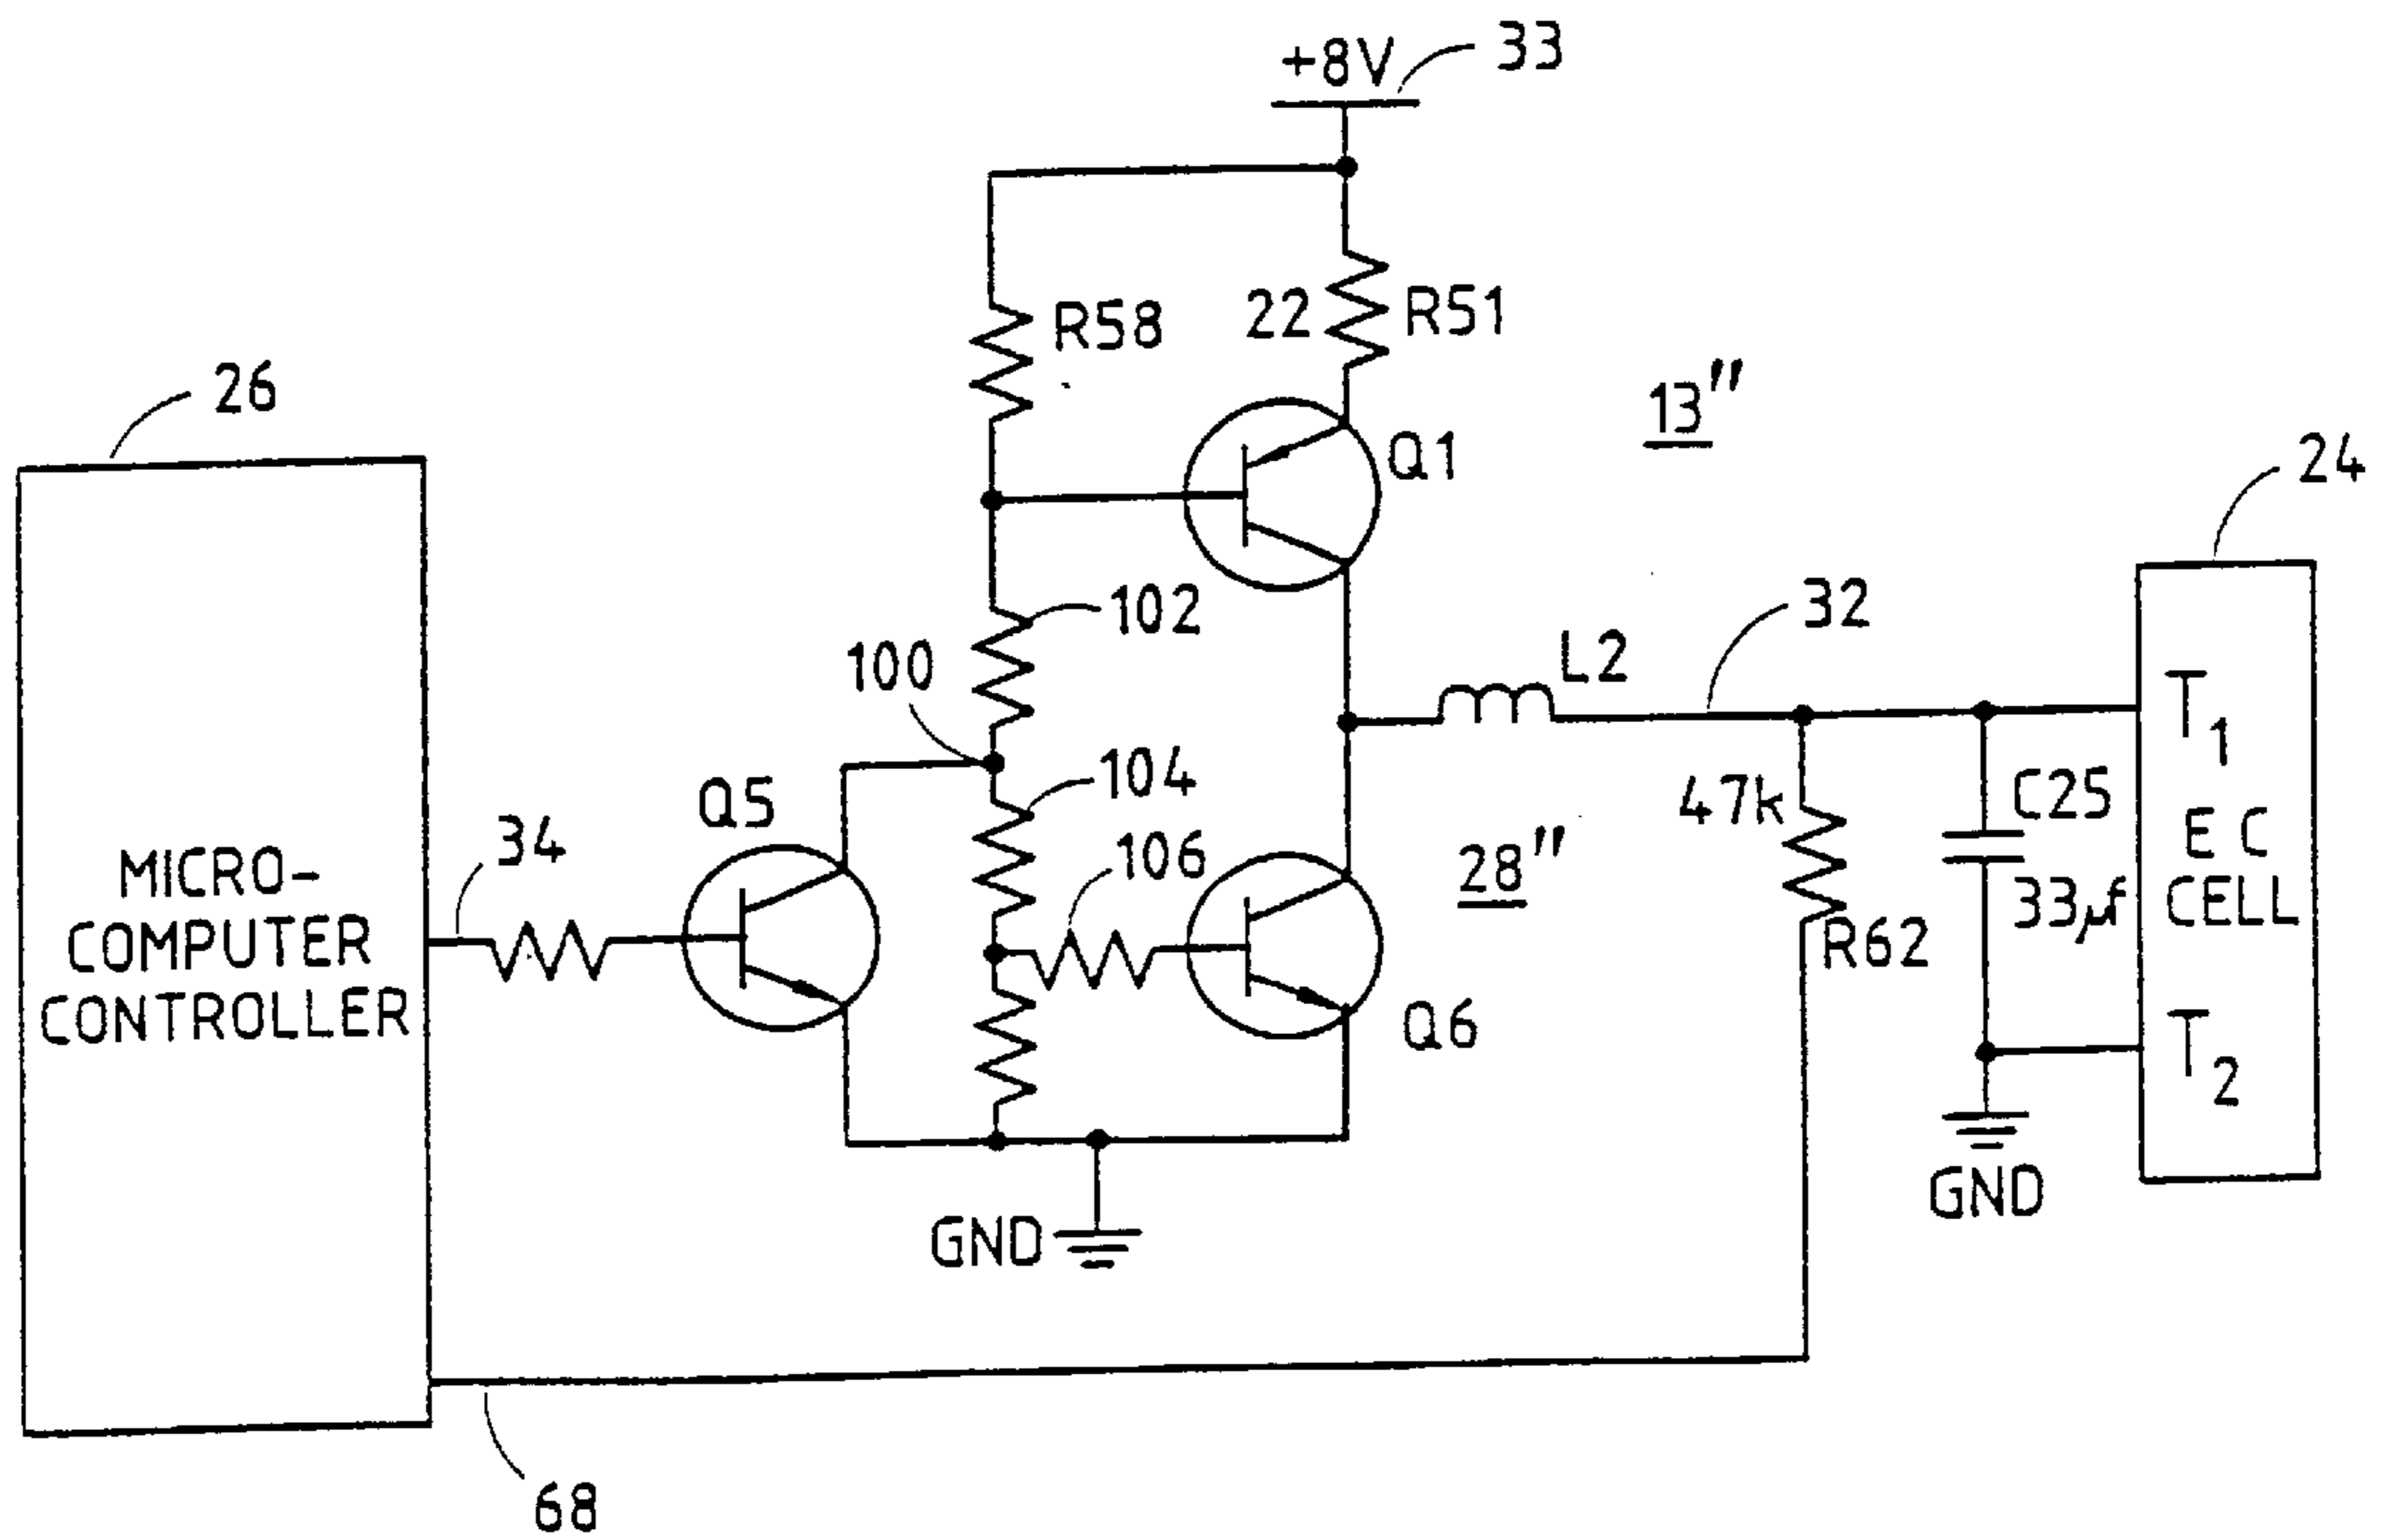 +8V
33
R58
22
R51
26
13"
Q1
24
102
32
100
L2
T1
104
Q5
47k
C25
34
106
28"
E C
MICRO-
COMPUTER
CONTROLLER
33µf
CELL
R62
Q6
T2
GND
GND
68